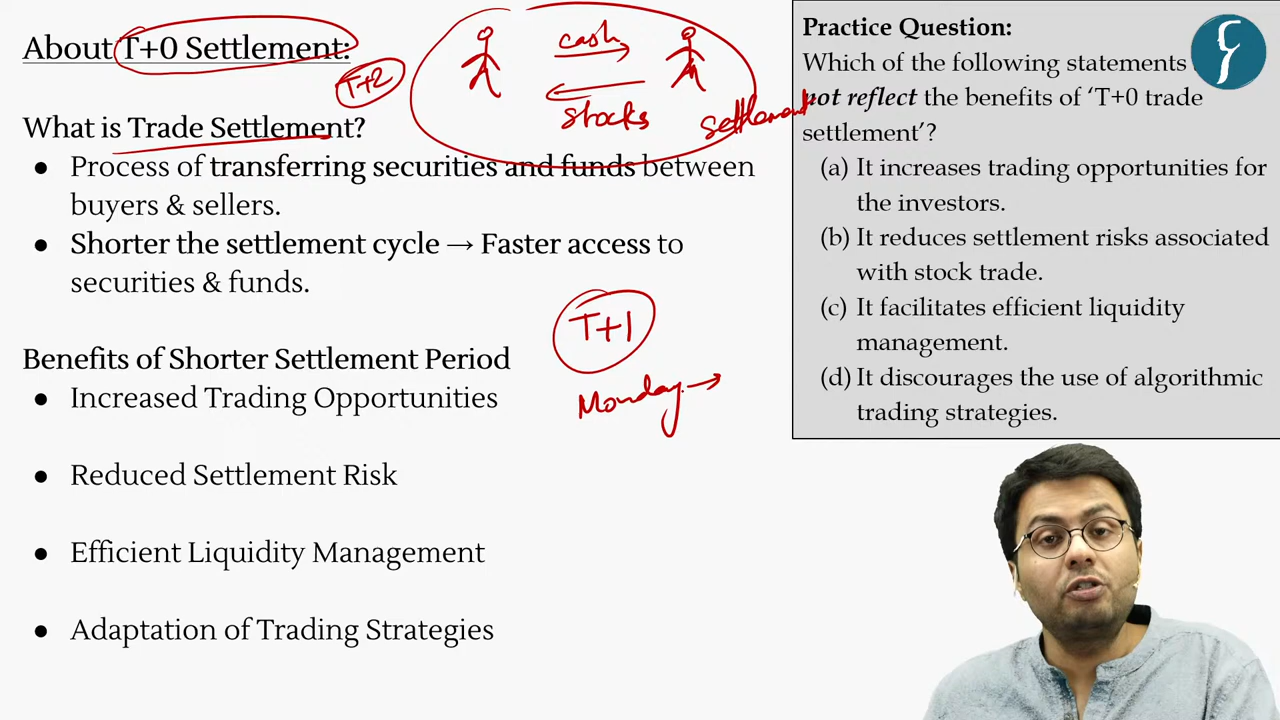 About T+0 Settlement:
T+2
cash
stocks
settlement
What is Trade Settlement?
● Process of transferring securities and funds between
buyers & sellers.
● Shorter the settlement cycle → Faster access to
securities & funds.
T+1
Monday →
Benefits of Shorter Settlement Period
● Increased Trading Opportunities
● Reduced Settlement Risk
● Efficient Liquidity Management
● Adaptation of Trading Strategies
Practice Question:
Which of the following statements
not reflect the benefits of ‘T+0 trade
settlement’?
(a) It increases trading opportunities for
the investors.
(b) It reduces settlement risks associated
with stock trade.
(c) It facilitates efficient liquidity
management.
(d) It discourages the use of algorithmic
trading strategies.